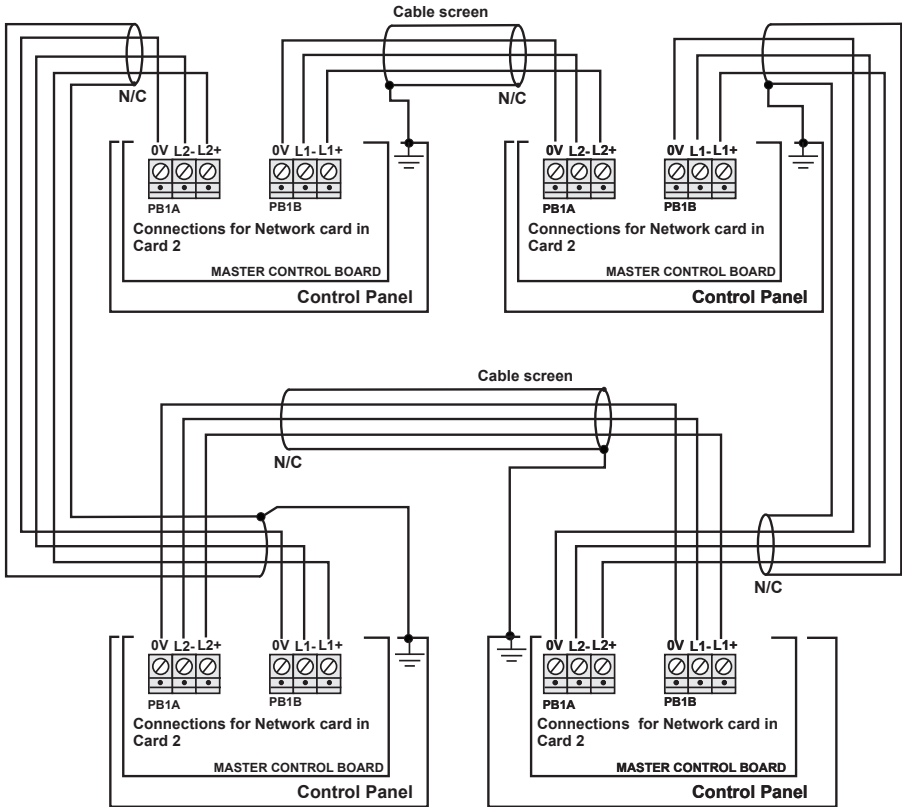 Cable screen
N/C
N/C
0V L2- L2+
0V L1- L1+
0V L2- L2+
0V L1- L1+
PB1A
PB1B
PB1A
PB1B
Connections for Network card in
Card 2
Connections for Network card in
Card 2
MASTER CONTROL BOARD
MASTER CONTROL BOARD
Control Panel
Control Panel
Cable screen
N/C
N/C
0V L2- L2+
0V L1- L1+
0V L2- L2+
0V L1- L1+
PB1A
PB1B
PB1A
PB1B
Connections for Network card in
Card 2
Connections for Network card in
Card 2
MASTER CONTROL BOARD
MASTER CONTROL BOARD
Control Panel
Control Panel